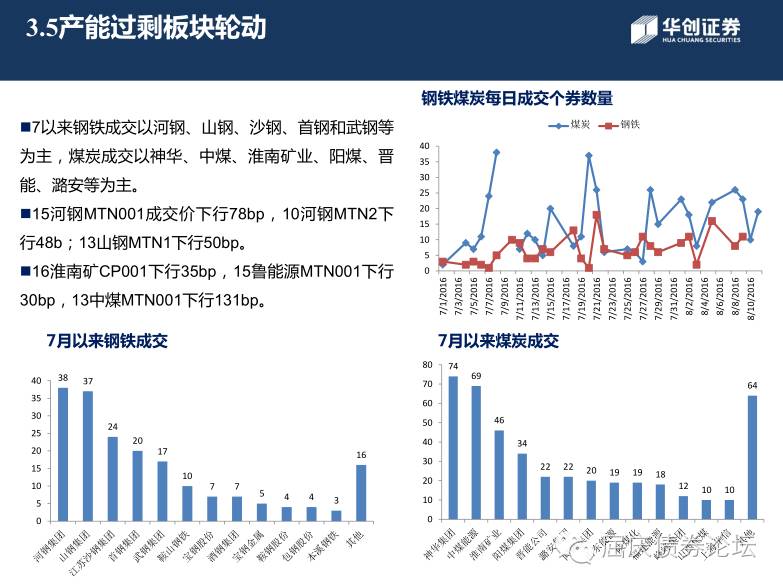 3.5产能过剩板块轮动
华创证券
HUA CHUANG SECURITIES
■7以来钢铁成交以河钢、山钢、沙钢、首钢和武钢等
为主，煤炭成交以神华、中煤、淮南矿业、阳煤、晋
能、潞安等为主。
■15河钢MTN001成交价下行78bp，10河钢MTN2下
行48b；13山钢MTN1下行50bp。
■16淮南矿CP001下行35bp，15鲁能源MTN001下行
30bp，13中煤MTN001下行131bp。
钢铁煤炭每日成交个券数量
煤炭 钢铁
40
35
30
25
20
15
10
5
0
7/1/2016 7/3/2016 7/5/2016 7/7/2016 7/9/2016 7/11/2016 7/13/2016 7/15/2016 7/17/2016 7/19/2016 7/21/2016 7/23/2016 7/25/2016 7/27/2016 7/29/2016 7/31/2016 8/2/2016 8/4/2016 8/6/2016 8/8/2016 8/10/2016
7月以来钢铁成交
40
35
30
25
20
15
10
5
0
38 37 24 20 17 10 7 7 5 4 4 3 16
河钢集团 山钢集团 江苏沙钢集团 首钢集团 武钢集团 鞍山钢铁 宝钢股份 酒钢集团 宝钢金属 鞍钢股份 包钢股份 本溪钢铁 其他
7月以来煤炭成交
80
70
60
50
40
30
20
10
0
74 69 46 34 22 22 20 19 19 18 12 10 10 64
神华集团 中煤能源 淮南矿业 阳煤集团 晋能公司
屈庆债券论坛